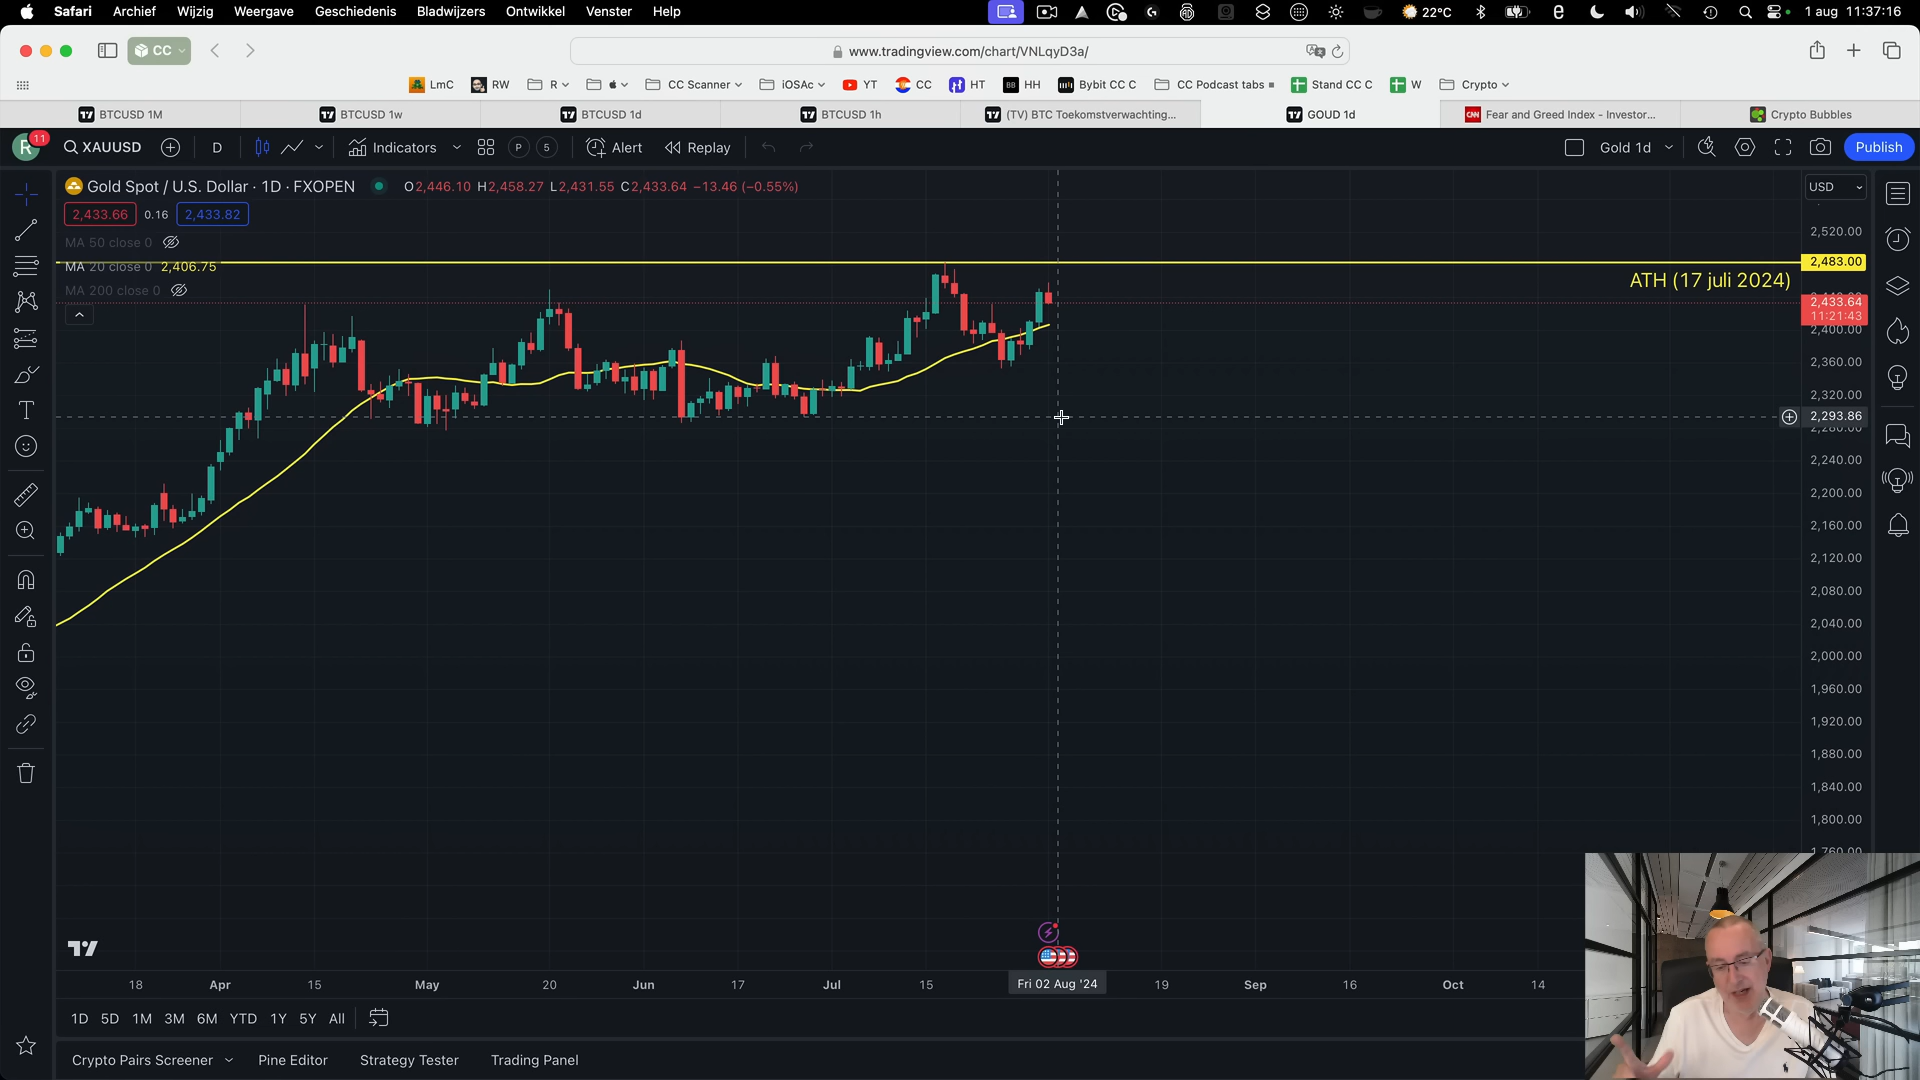 Safari Archief Wijzig Weergave Geschiedenis Bladwijzers Ontwikkel Venster Help 22°C 1 aug 11:37:16
CC www.tradingview.com/chart/VNLqyD3a/
LmC RW R CC Scanner iOSAc YT CC HT HH Bybit CC C CC Podcast tabs Stand CC C W Crypto
BTCUSD 1M BTCUSD 1w BTCUSD 1d BTCUSD 1h (TV) BTC Toekomstverwachting... GOUD 1d Fear and Greed Index - Investor... Crypto Bubbles
R 11 XAUUSD D Indicators P 5 Alert Replay Gold 1d Publish
Gold Spot / U.S. Dollar · 1D · FXOPEN O2,446.10 H2,458.27 L2,431.55 C2,433.64 −13.46 (−0.55%) USD
2,433.66 0.16 2,433.82
2,520.00
MA 50 close 0
2,483.00
MA 20 close 0 2,406.75
ATH (17 juli 2024)
MA 200 close 0
2,433.64
11:21:43
2,400.00
2,360.00
2,320.00
2,293.86
2,280.00
2,240.00
2,200.00
2,160.00
2,120.00
2,080.00
2,040.00
2,000.00
1,960.00
1,920.00
1,880.00
1,840.00
1,800.00
1,760.00
18 Apr 15 May 20 Jun 17 Jul 15 Fri 02 Aug '24 19 Sep 16 Oct 14
1D 5D 1M 3M 6M YTD 1Y 5Y All
Crypto Pairs Screener Pine Editor Strategy Tester Trading Panel